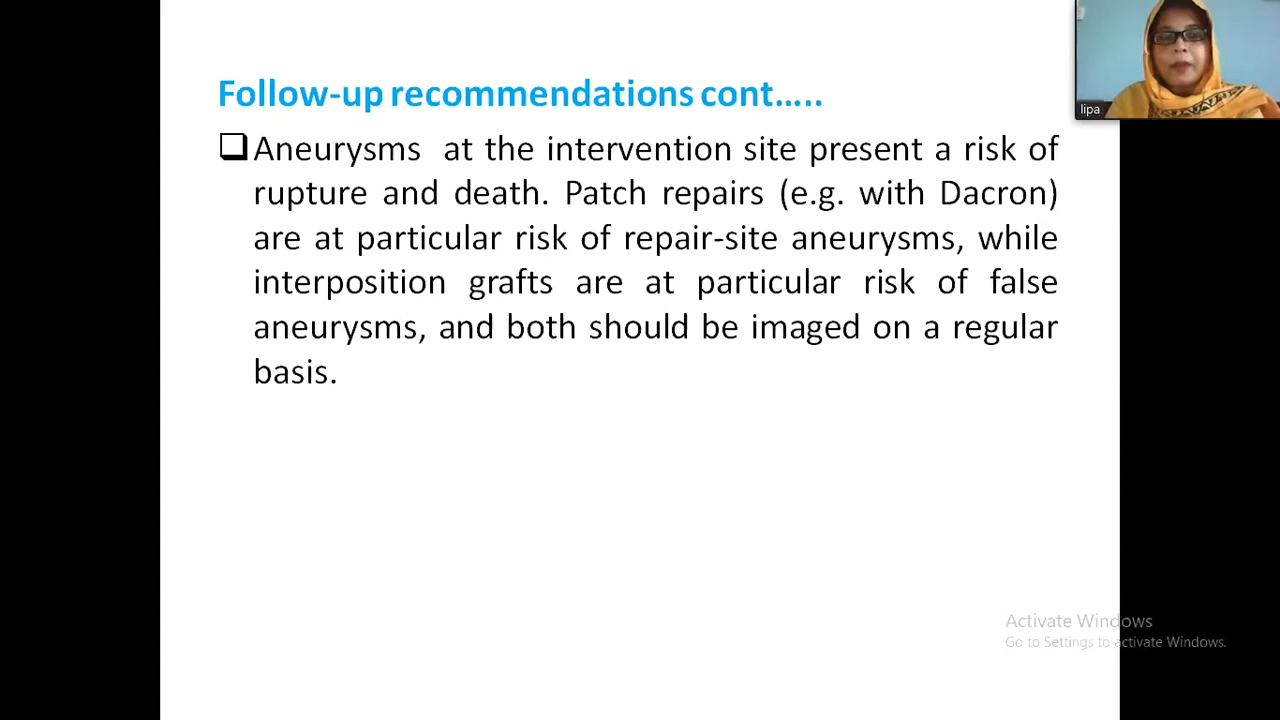 Follow-up recommendations cont…..
❑Aneurysms at the intervention site present a risk of
rupture and death. Patch repairs (e.g. with Dacron)
are at particular risk of repair-site aneurysms, while
interposition grafts are at particular risk of false
aneurysms, and both should be imaged on a regular
basis.
lipa
Activate Windows
Go to Settings to activate Windows.